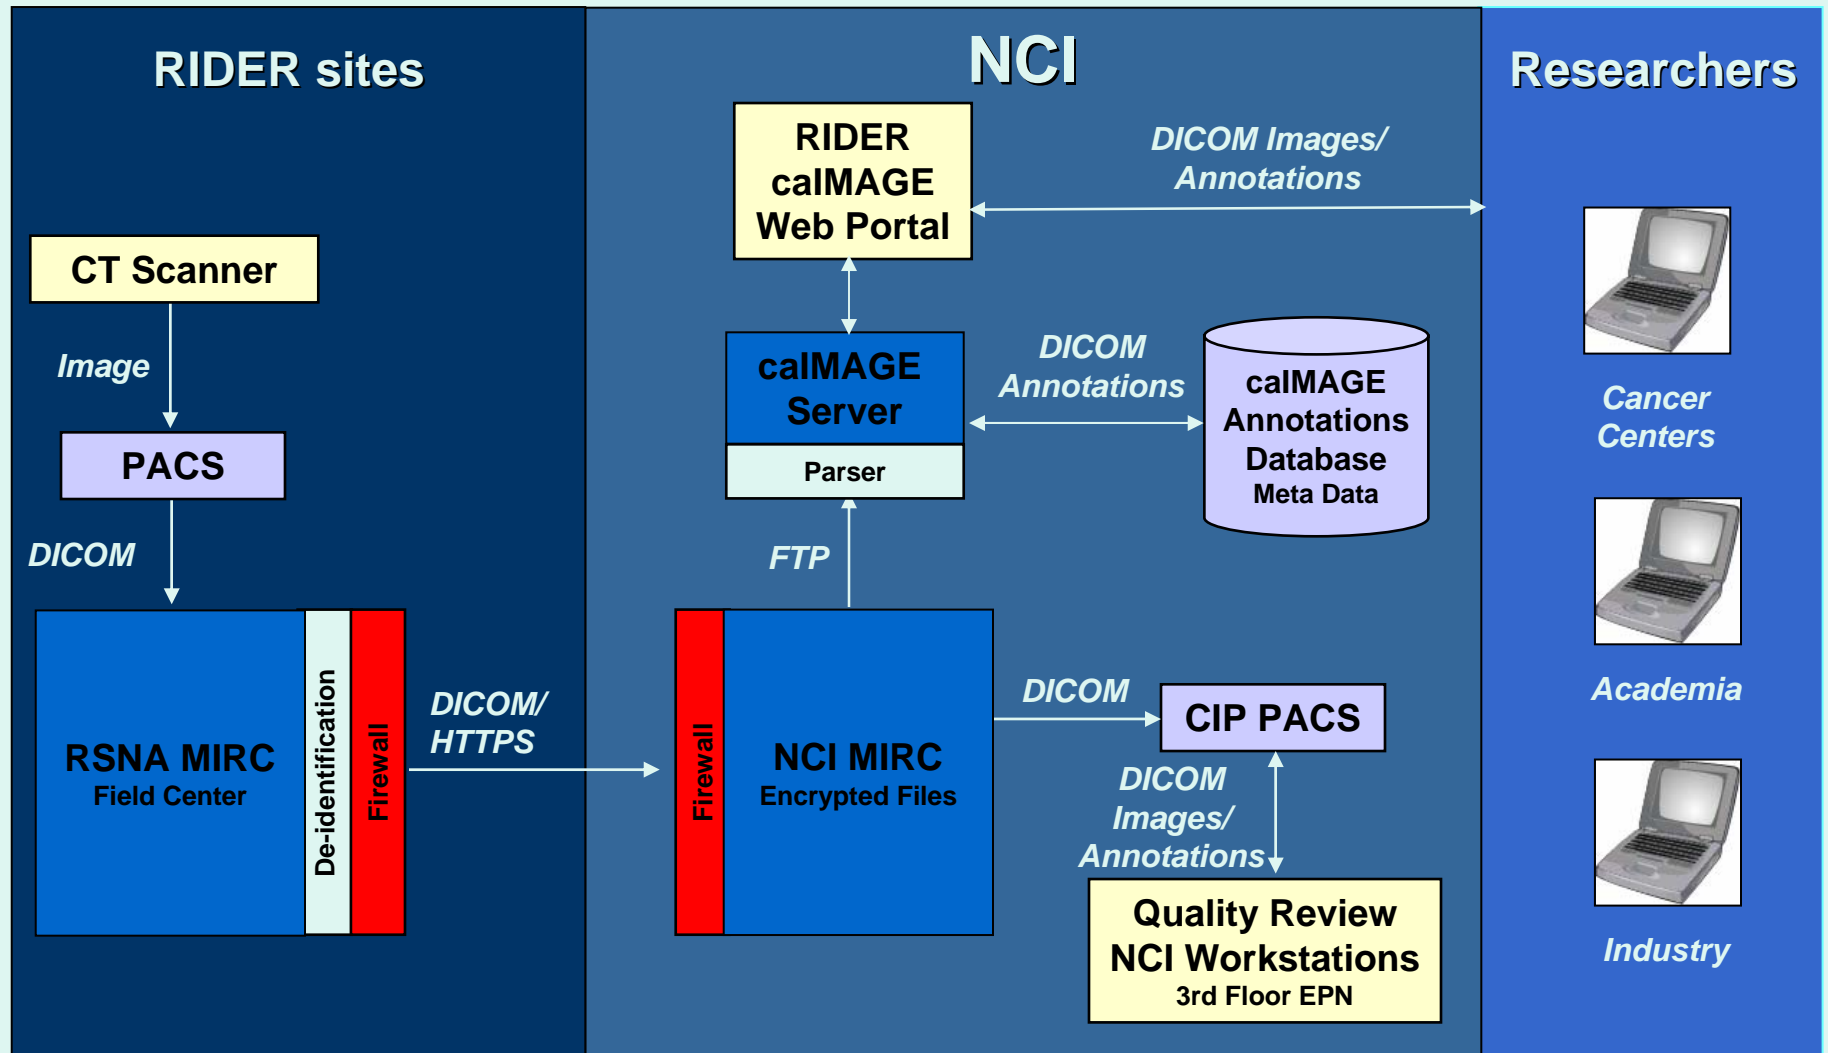 RIDER sites
CT Scanner
Image
PACS
DICOM
RSNA MIRC
Field Center
De-identification
Firewall
DICOM/
HTTPS
NCI
RIDER
caIMAGE
Web Portal
DICOM Images/
Annotations
caIMAGE
Server
Parser
DICOM
Annotations
caIMAGE
Annotations
Database
Meta Data
FTP
Firewall
NCI MIRC
Encrypted Files
DICOM
CIP PACS
DICOM
Images/
Annotations
Quality Review
NCI Workstations
3rd Floor EPN
Researchers
Cancer
Centers
Academia
Industry